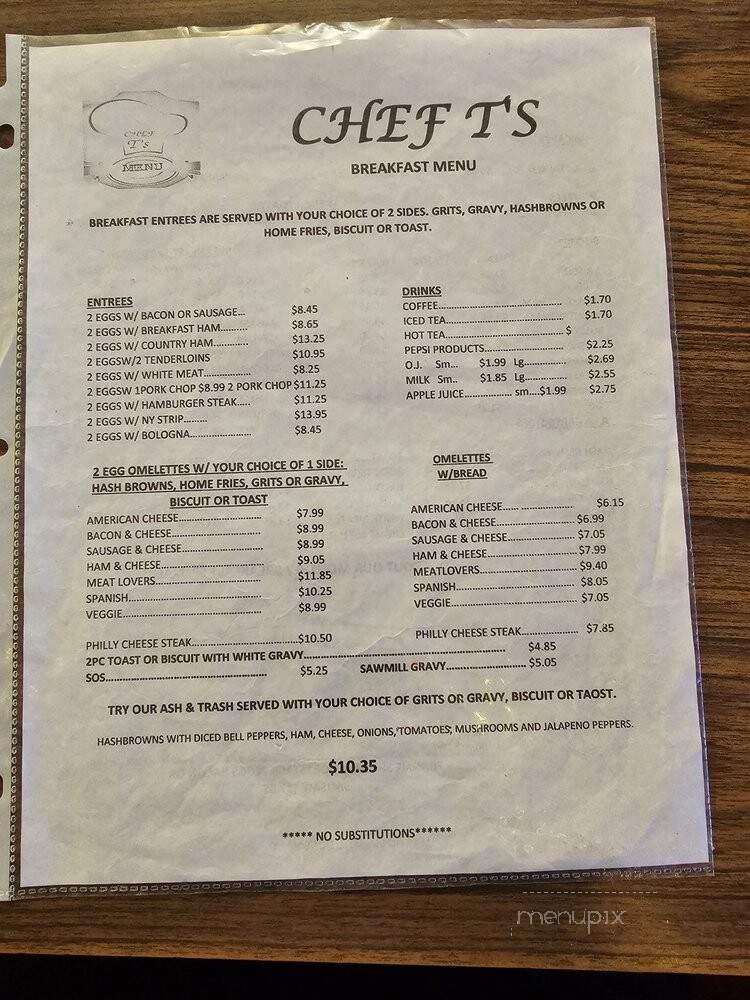 CHEF
T's
MENU
CHEF T'S
BREAKFAST MENU
BREAKFAST ENTREES ARE SERVED WITH YOUR CHOICE OF 2 SIDES. GRITS, GRAVY, HASHBROWNS OR
HOME FRIES, BISCUIT OR TOAST.
ENTREES
2 EGGS W/ BACON OR SAUSAGE... $8.45
2 EGGS W/ BREAKFAST HAM.......... $8.65
2 EGGS W/ COUNTRY HAM............. $13.25
2 EGGSW/2 TENDERLOINS $10.95
2 EGGS W/ WHITE MEAT.................. $8.25
2 EGGSW 1PORK CHOP $8.99 2 PORK CHOP $11.25
2 EGGS W/ HAMBURGER STEAK..... $11.25
2 EGGS W/ NY STRIP......... $13.95
2 EGGS W/ BOLOGNA....................... $8.45
DRINKS
COFFEE............................................... $1.70
ICED TEA............................................. $1.70
HOT TEA............................................. $
PEPSI PRODUCTS.............................. $2.25
O.J. Sm... $1.99 Lg............... $2.69
MILK Sm.. $1.85 Lg............... $2.55
APPLE JUICE.................. sm....$1.99 $2.75
2 EGG OMELETTES W/ YOUR CHOICE OF 1 SIDE:
HASH BROWNS, HOME FRIES, GRITS OR GRAVY,
BISCUIT OR TOAST
AMERICAN CHEESE............................... $7.99
BACON & CHEESE................................. $8.99
SAUSAGE & CHEESE.............................. $8.99
HAM & CHEESE.................................... $9.05
MEAT LOVERS....................................... $11.85
SPANISH................................................. $10.25
VEGGIE................................................... $8.99
PHILLY CHEESE STEAK........................................$10.50
OMELETTES
W/BREAD
AMERICAN CHEESE...... .................... $6.15
BACON & CHEESE.............................. $6.99
SAUSAGE & CHEESE...........................$7.05
HAM & CHEESE..................................$7.99
MEATLOVERS.....................................$9.40
SPANISH............................................. $8.05
VEGGIE................................................ $7.05
PHILLY CHEESE STEAK...................... $7.85
2PC TOAST OR BISCUIT WITH WHITE GRAVY............................................................... $4.85
SOS............................................................ $5.25 SAWMILL GRAVY..............................$5.05
TRY OUR ASH & TRASH SERVED WITH YOUR CHOICE OF GRITS OR GRAVY, BISCUIT OR TAOST.
HASHBROWNS WITH DICED BELL PEPPERS, HAM, CHEESE, ONIONS, TOMATOES, MUSHROOMS AND JALAPENO PEPPERS.
$10.35
***** NO SUBSTITUTIONS******
menupix